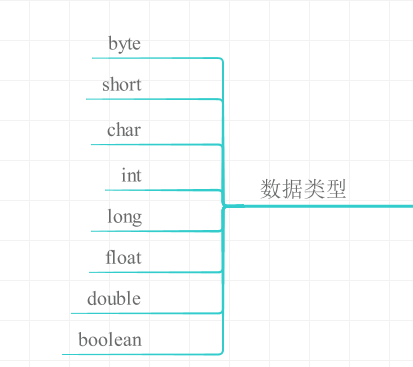 byte
short
char
int
long
float
double
boolean
数据类型